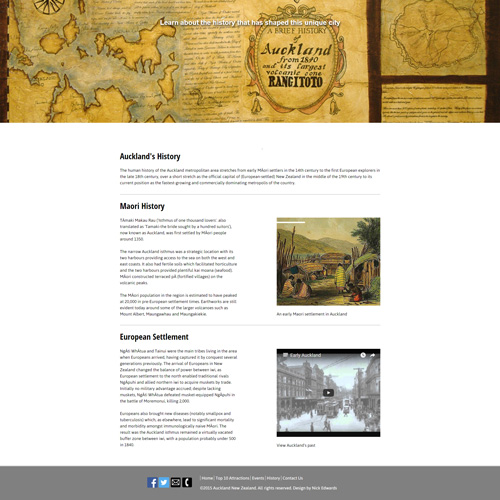 Learn about the history that has shaped this unique city
A BRIEF HISTORY
of
Auckland
from 1840
and its largest
volcanic cone
RANGITOTO
Auckland's History
The human history of the Auckland metropolitan area stretches from early MÃori settlers in the 14th century to the first European explorers in
the late 18th century, over a short stretch as the official capital of (European-settled) New Zealand in the middle of the 19th century to its
current position as the fastest-growing and commercially dominating metropolis of the country.
Maori History
TÃmaki Makau Rau ('Isthmus of one thousand lovers' also
translated as 'Tamaki the bride sought by a hundred suitors'),
now known as Auckland, was first settled by MÃori people
around 1350.
The narrow Auckland isthmus was a strategic location with its
two harbours providing access to the sea on both the west and
east coasts. It also had fertile soils which facilitated horticulture
and the two harbours provided plentiful kai moana (seafood).
MÃori constructed terraced pÃ (fortified villages) on the
volcanic peaks.
The MÃori population in the region is estimated to have peaked
at 20,000 in pre-European settlement times. Earthworks are still
evident today around some of the larger volcanoes such as
Mount Albert, Maungawhau and Maungakiekie.
An early Maori settlement in Auckland
European Settlement
NgÃti WhÃtua and Tainui were the main tribes living in the area
when Europeans arrived, having captured it by conquest several
generations previously. The arrival of Europeans in New
Zealand changed the balance of power between iwi, as
European settlement to the north enabled traditional rivals
NgÃpuhi and allied northern iwi to acquire muskets by trade.
Initially no military advantage accrued; despite lacking
muskets, NgÃti WhÃtua defeated musket-equipped NgÃpuhi in
the battle of Moremonui, killing 2,000.
Europeans also brought new diseases (notably smallpox and
tuberculosis) which, as elsewhere, lead to significant mortality
and morbidity amongst immunologically naive MÃori. The
result was the Auckland isthmus remained a virtually vacated
buffer zone between iwi, with a population probably under 500
in 1840.
Early Auckland
View Auckland's past
| Home | Top 10 Attractions | Events | History | Contact Us
©2015 Auckland New Zealand. All rights reserved. Design by Nick Edwards